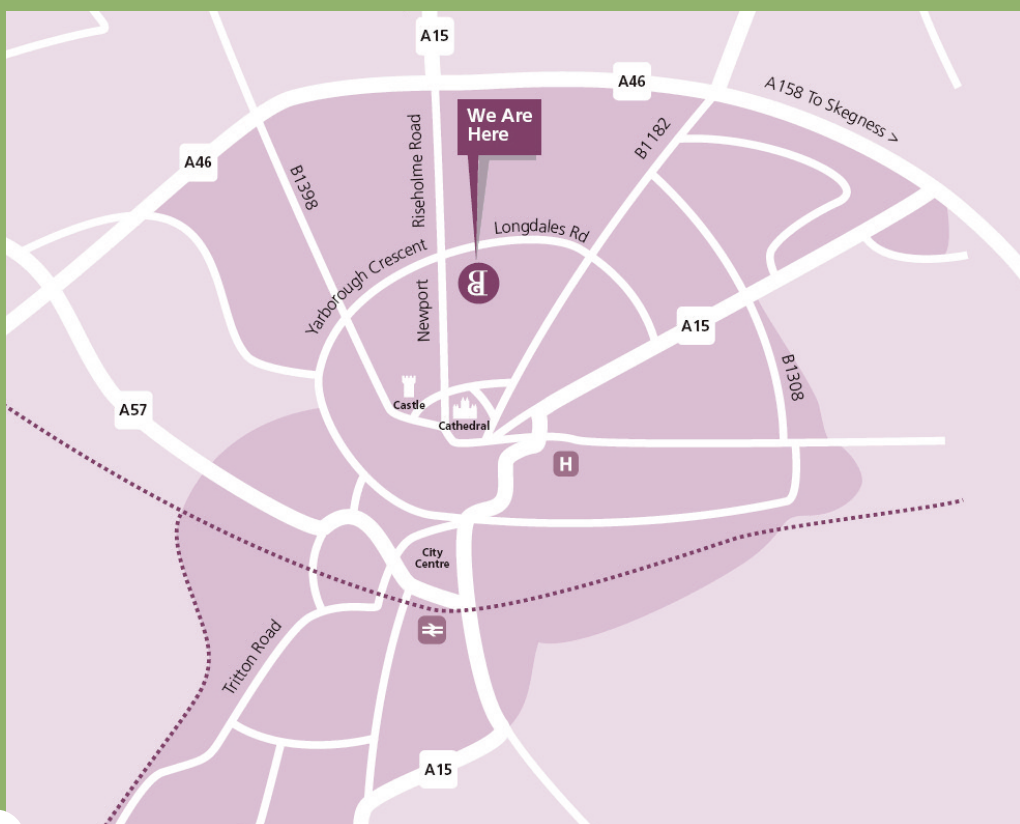 A15
A46
A158 To Skegness >
We Are
Here
B1182
A46
B1398
Riseholme Road
Longdales Rd
Yarborough Crescent
Newport
A15
B1308
Castle
Cathedral
A57
H
City
Centre
Tritton Road
A15